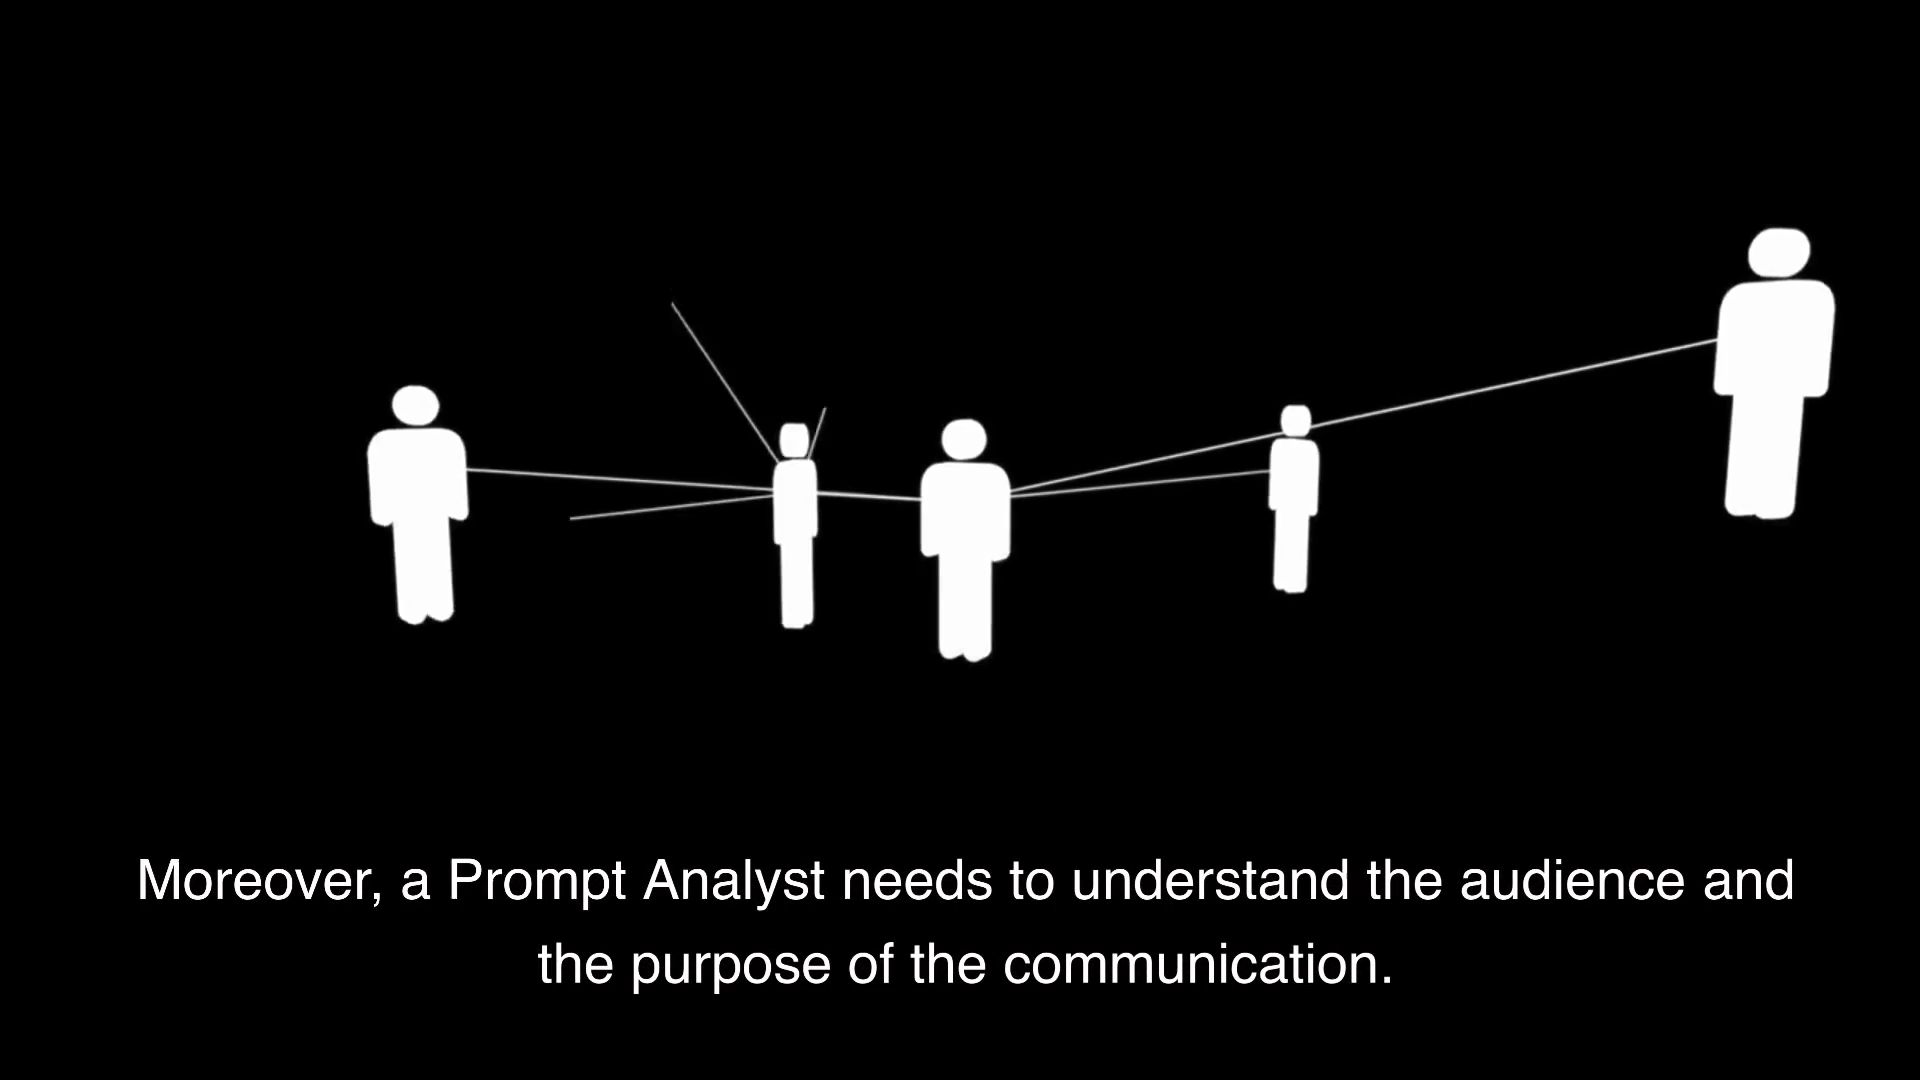 Moreover, a Prompt Analyst needs to understand the audience and
the purpose of the communication.